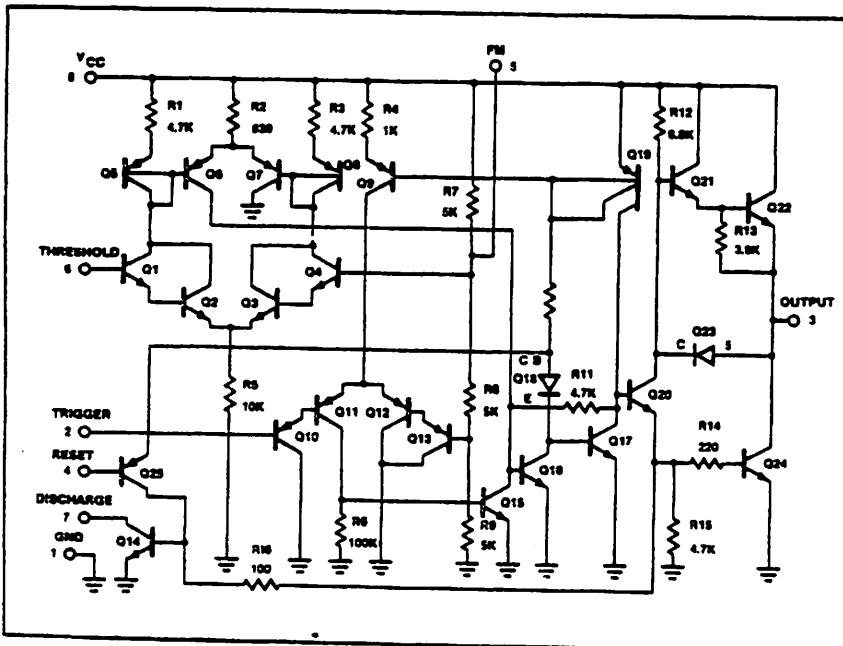 VCC
8
FM
5
R1
4.7K
R2
830
R3
4.7K
R4
1K
R12
6.8K
Q5
Q6
Q7
Q8
Q9
R7
5K
Q19
Q21
Q22
R13
3.9K
THRESHOLD
6
Q1
Q2
Q3
Q4
OUTPUT
3
Q23
C
S
C B
Q18
E
R11
4.7K
R5
10K
R8
5K
Q20
TRIGGER
2
Q10
Q11
Q12
Q13
Q17
R14
220
RESET
4
Q25
Q15
Q16
Q24
DISCHARGE
7
Q14
R6
100K
R9
5K
R15
4.7K
GND
1
R16
100